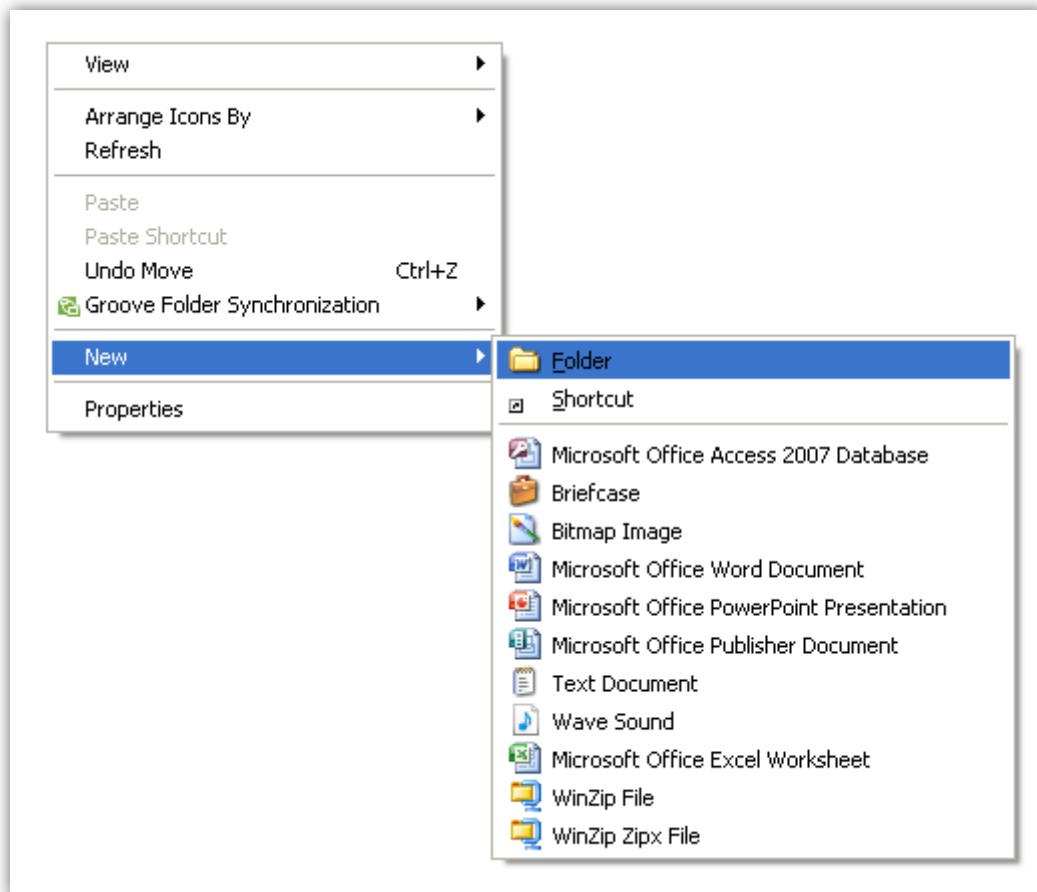 View
Arrange Icons By
Refresh
Paste
Paste Shortcut
Undo Move Ctrl+Z
Groove Folder Synchronization
New
Properties
Folder
Shortcut
Microsoft Office Access 2007 Database
Briefcase
Bitmap Image
Microsoft Office Word Document
Microsoft Office PowerPoint Presentation
Microsoft Office Publisher Document
Text Document
Wave Sound
Microsoft Office Excel Worksheet
WinZip File
WinZip Zipx File